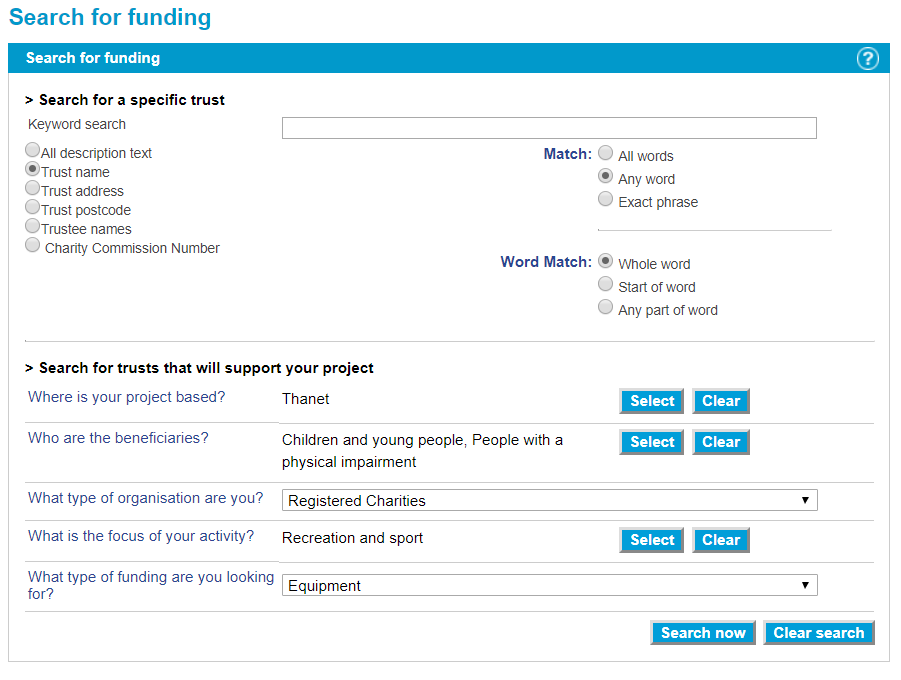 Search for funding
Search for funding
?
> Search for a specific trust
Keyword search
All description text
Trust name
Trust address
Trust postcode
Trustee names
Charity Commission Number
Match:
All words
Any word
Exact phrase
Word Match:
Whole word
Start of word
Any part of word
> Search for trusts that will support your project
Where is your project based?
Thanet
Select
Clear
Who are the beneficiaries?
Children and young people, People with a
physical impairment
Select
Clear
What type of organisation are you?
Registered Charities
What is the focus of your activity?
Recreation and sport
Select
Clear
What type of funding are you looking
for?
Equipment
Search now
Clear search